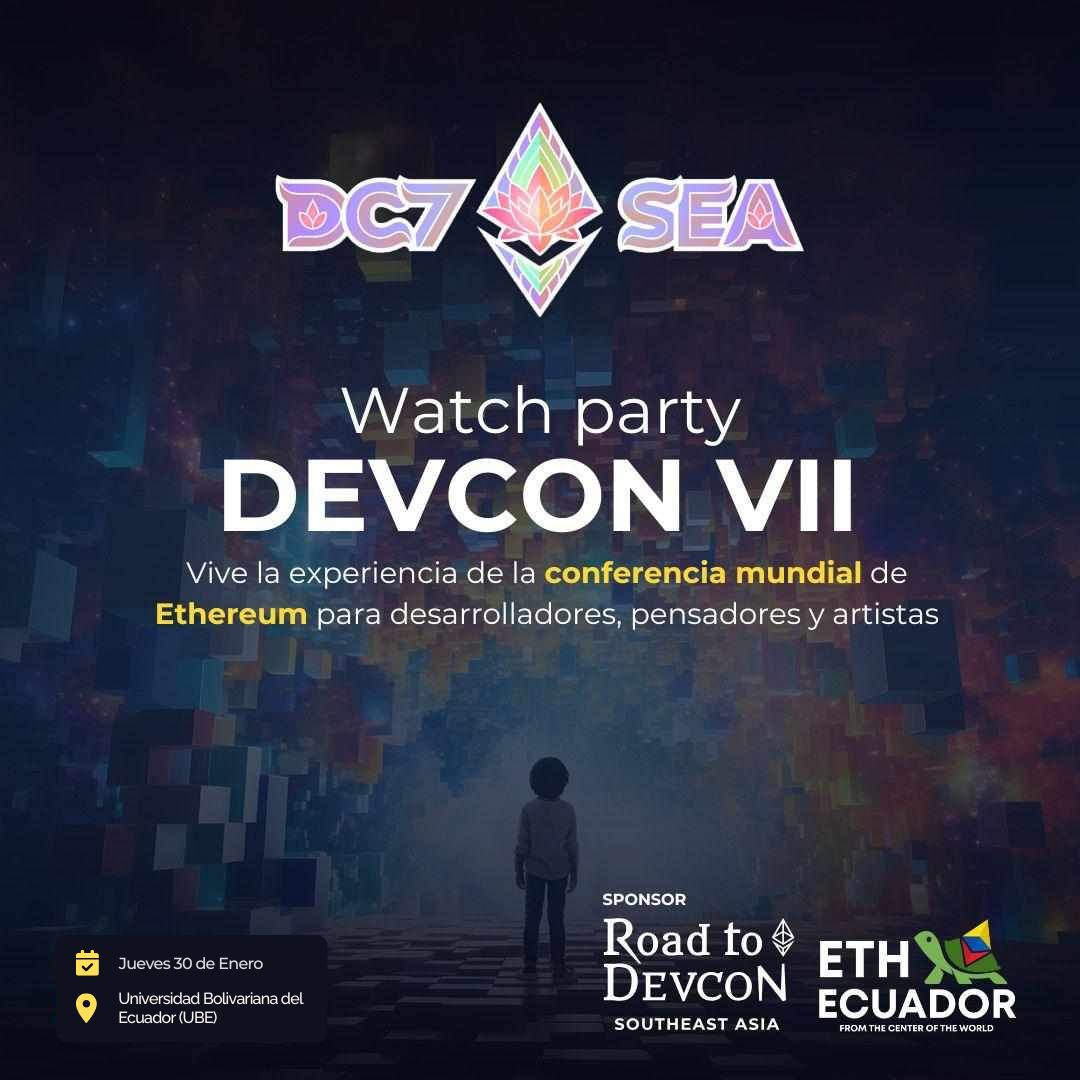 DC7 SEA
Watch party
DEVCON VII
Vive la experiencia de la conferencia mundial de
Ethereum para desarrolladores, pensadores y artistas
Jueves 30 de Enero
Universidad Bolivariana del
Ecuador (UBE)
SPONSOR
Road to
DEVCON
SOUTHEAST ASIA
ETH
ECUADOR
FROM THE CENTER OF THE WORLD